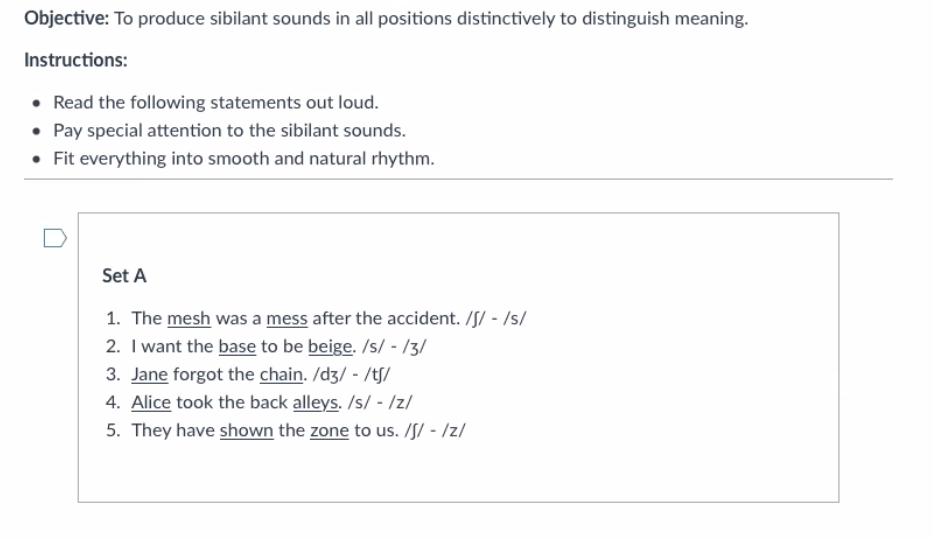 Objective: To produce sibilant sounds in all positions distinctively to distinguish meaning.
Instructions:
• Read the following statements out loud.
• Pay special attention to the sibilant sounds.
• Fit everything into smooth and natural rhythm.
Set A
1. The mesh was a mess after the accident. /ʃ/ - /s/
2. I want the base to be beige. /s/ - /ʒ/
3. Jane forgot the chain. /dʒ/ - /tʃ/
4. Alice took the back alleys. /s/ - /z/
5. They have shown the zone to us. /ʃ/ - /z/